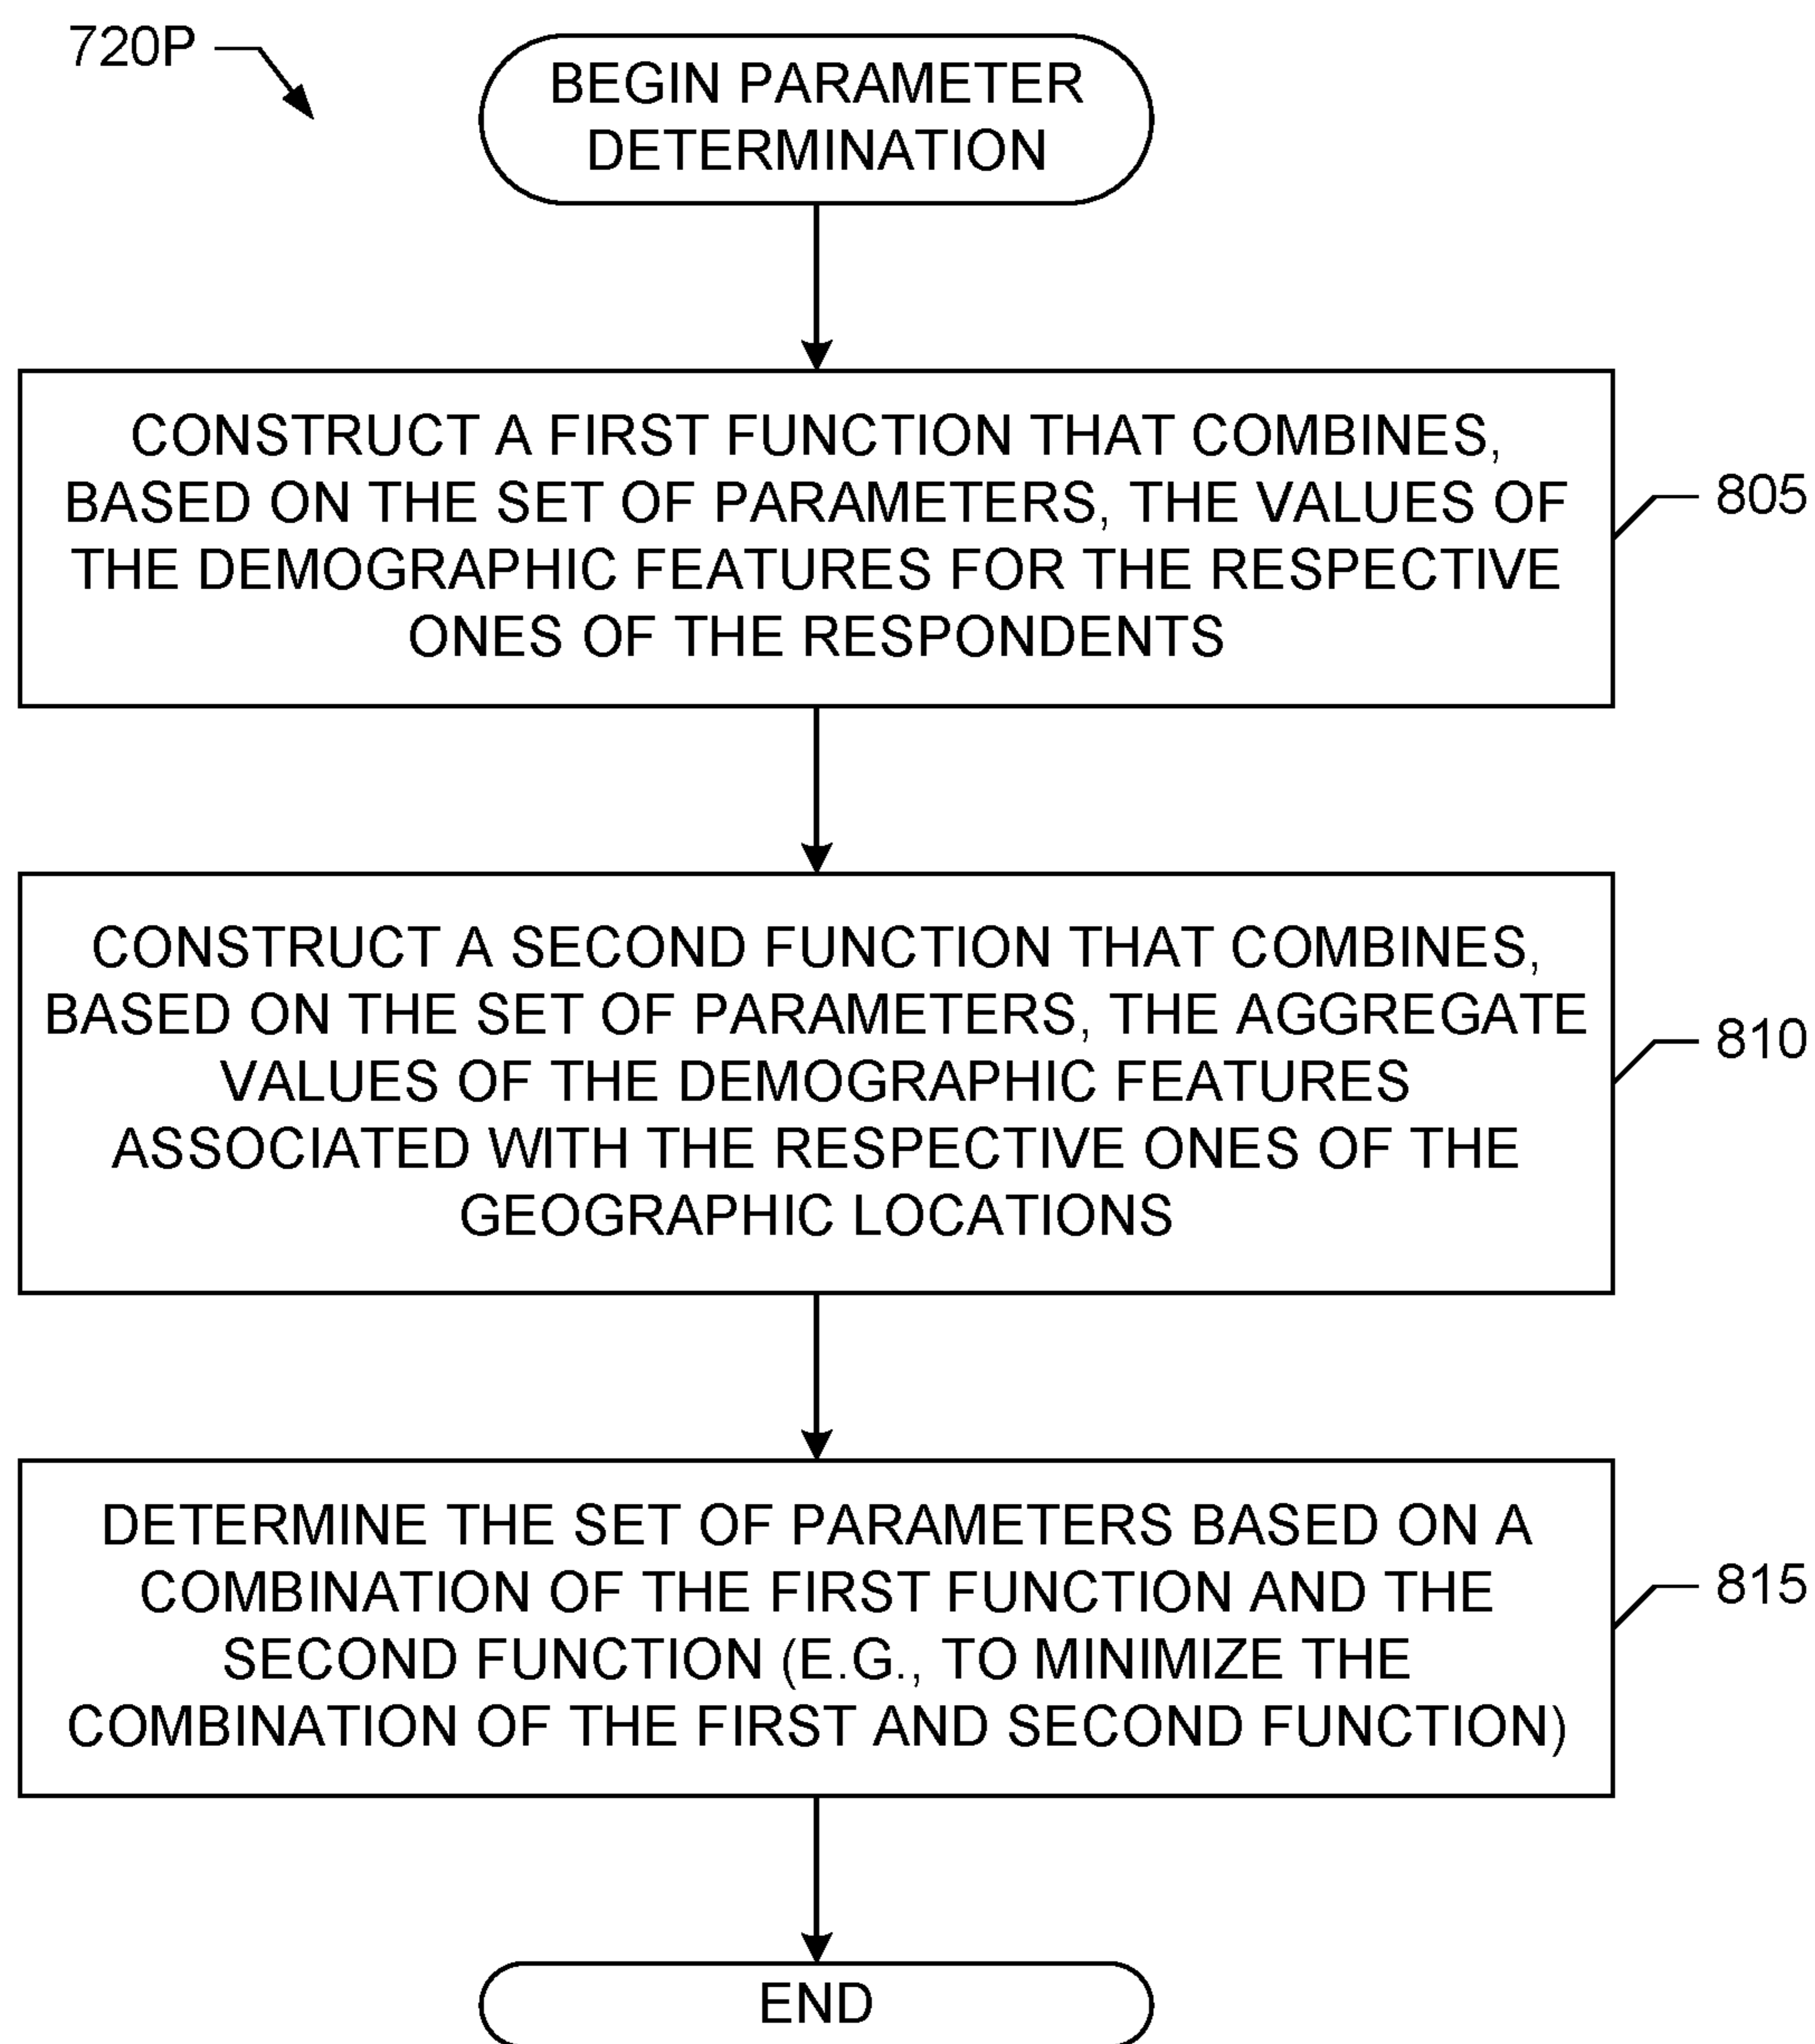 720P
BEGIN PARAMETER
DETERMINATION
CONSTRUCT A FIRST FUNCTION THAT COMBINES,
BASED ON THE SET OF PARAMETERS, THE VALUES OF
THE DEMOGRAPHIC FEATURES FOR THE RESPECTIVE
ONES OF THE RESPONDENTS
805
CONSTRUCT A SECOND FUNCTION THAT COMBINES,
BASED ON THE SET OF PARAMETERS, THE AGGREGATE
VALUES OF THE DEMOGRAPHIC FEATURES
ASSOCIATED WITH THE RESPECTIVE ONES OF THE
GEOGRAPHIC LOCATIONS
810
DETERMINE THE SET OF PARAMETERS BASED ON A
COMBINATION OF THE FIRST FUNCTION AND THE
SECOND FUNCTION (E.G., TO MINIMIZE THE
COMBINATION OF THE FIRST AND SECOND FUNCTION)
815
END